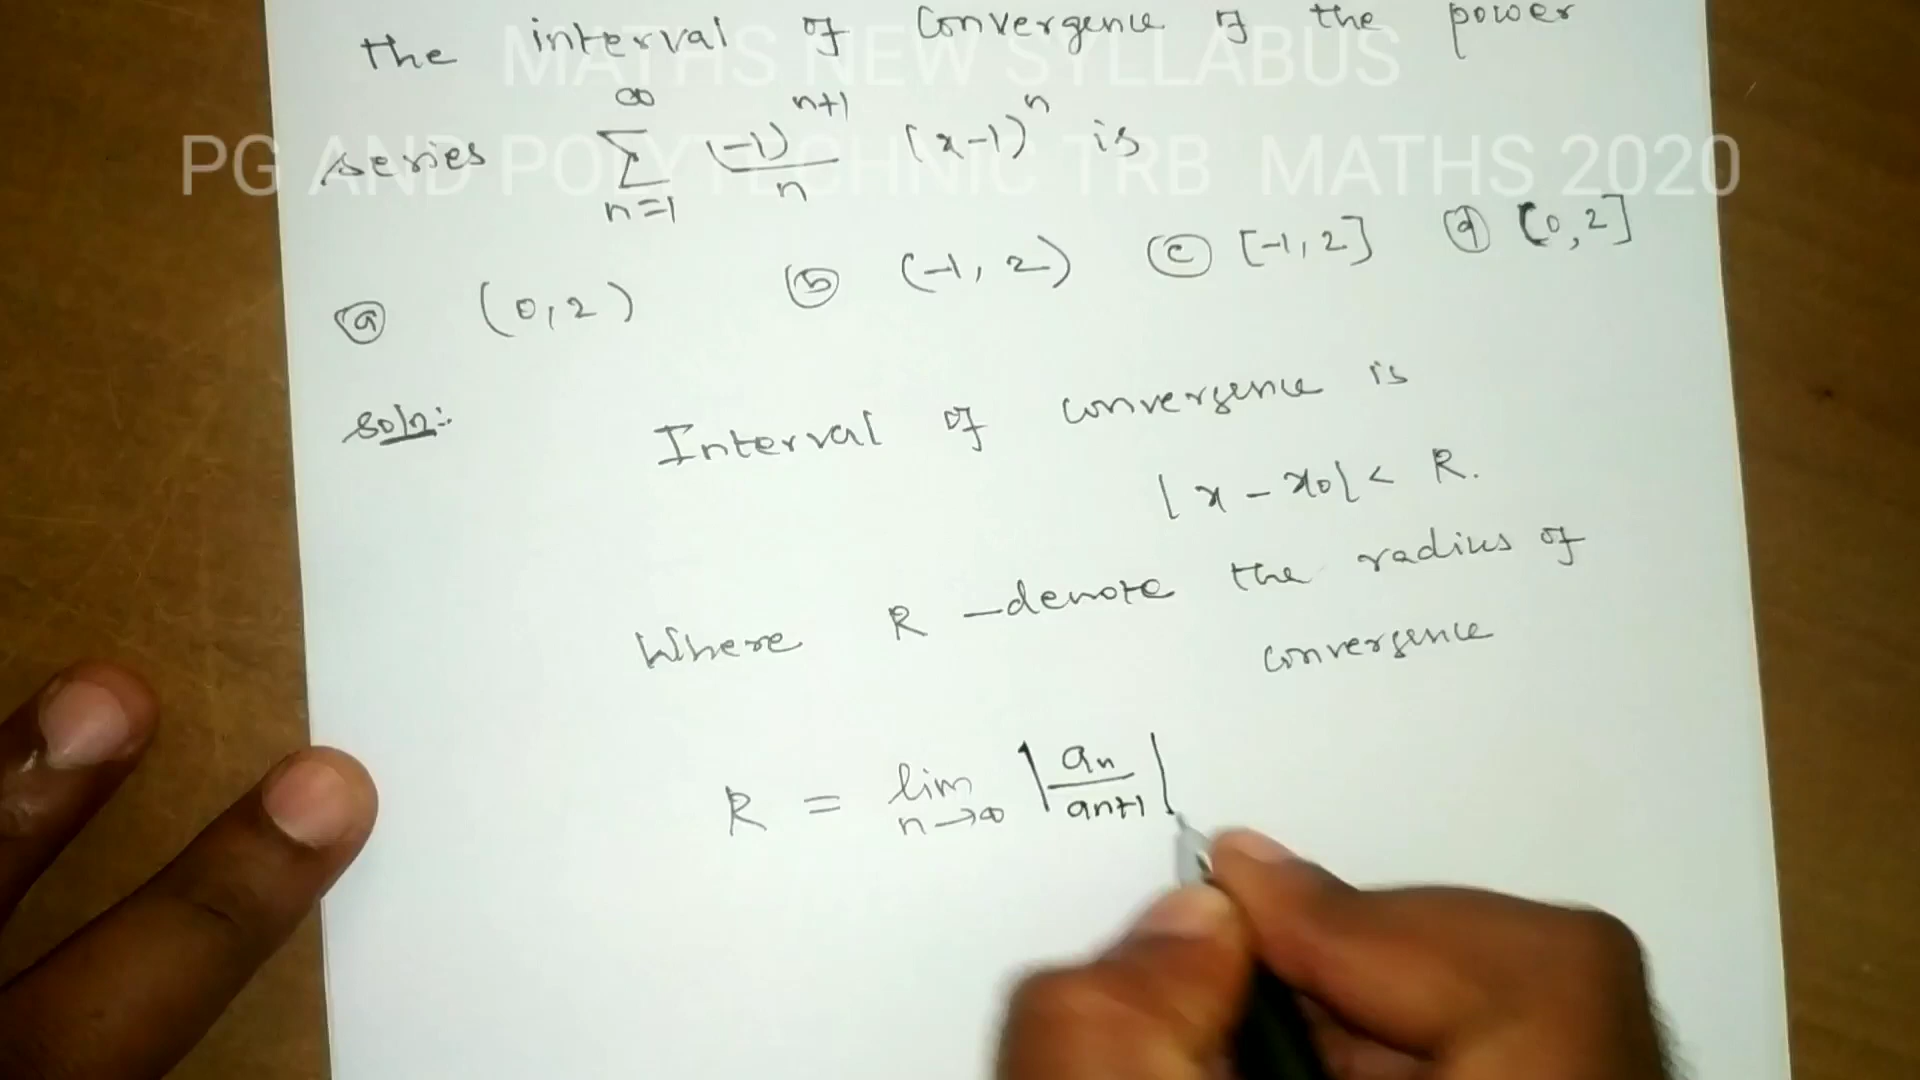 the interval of convergence of the power
MATHS NEW SYLLABUS
series ∑_{n=1}^{∞} (-1)^{n+1}/n (x-1)^n is
PG AND POLYTECHNIC TRB MATHS 2020
ⓐ (0,2) ⓑ (-1,2) ⓒ [-1,2] ⓓ (0,2]
Soln:
Interval of convergence is
|x - x0| < R.
Where R - denote the radius of
convergence
R = lim_{n→∞} |an/an+1|